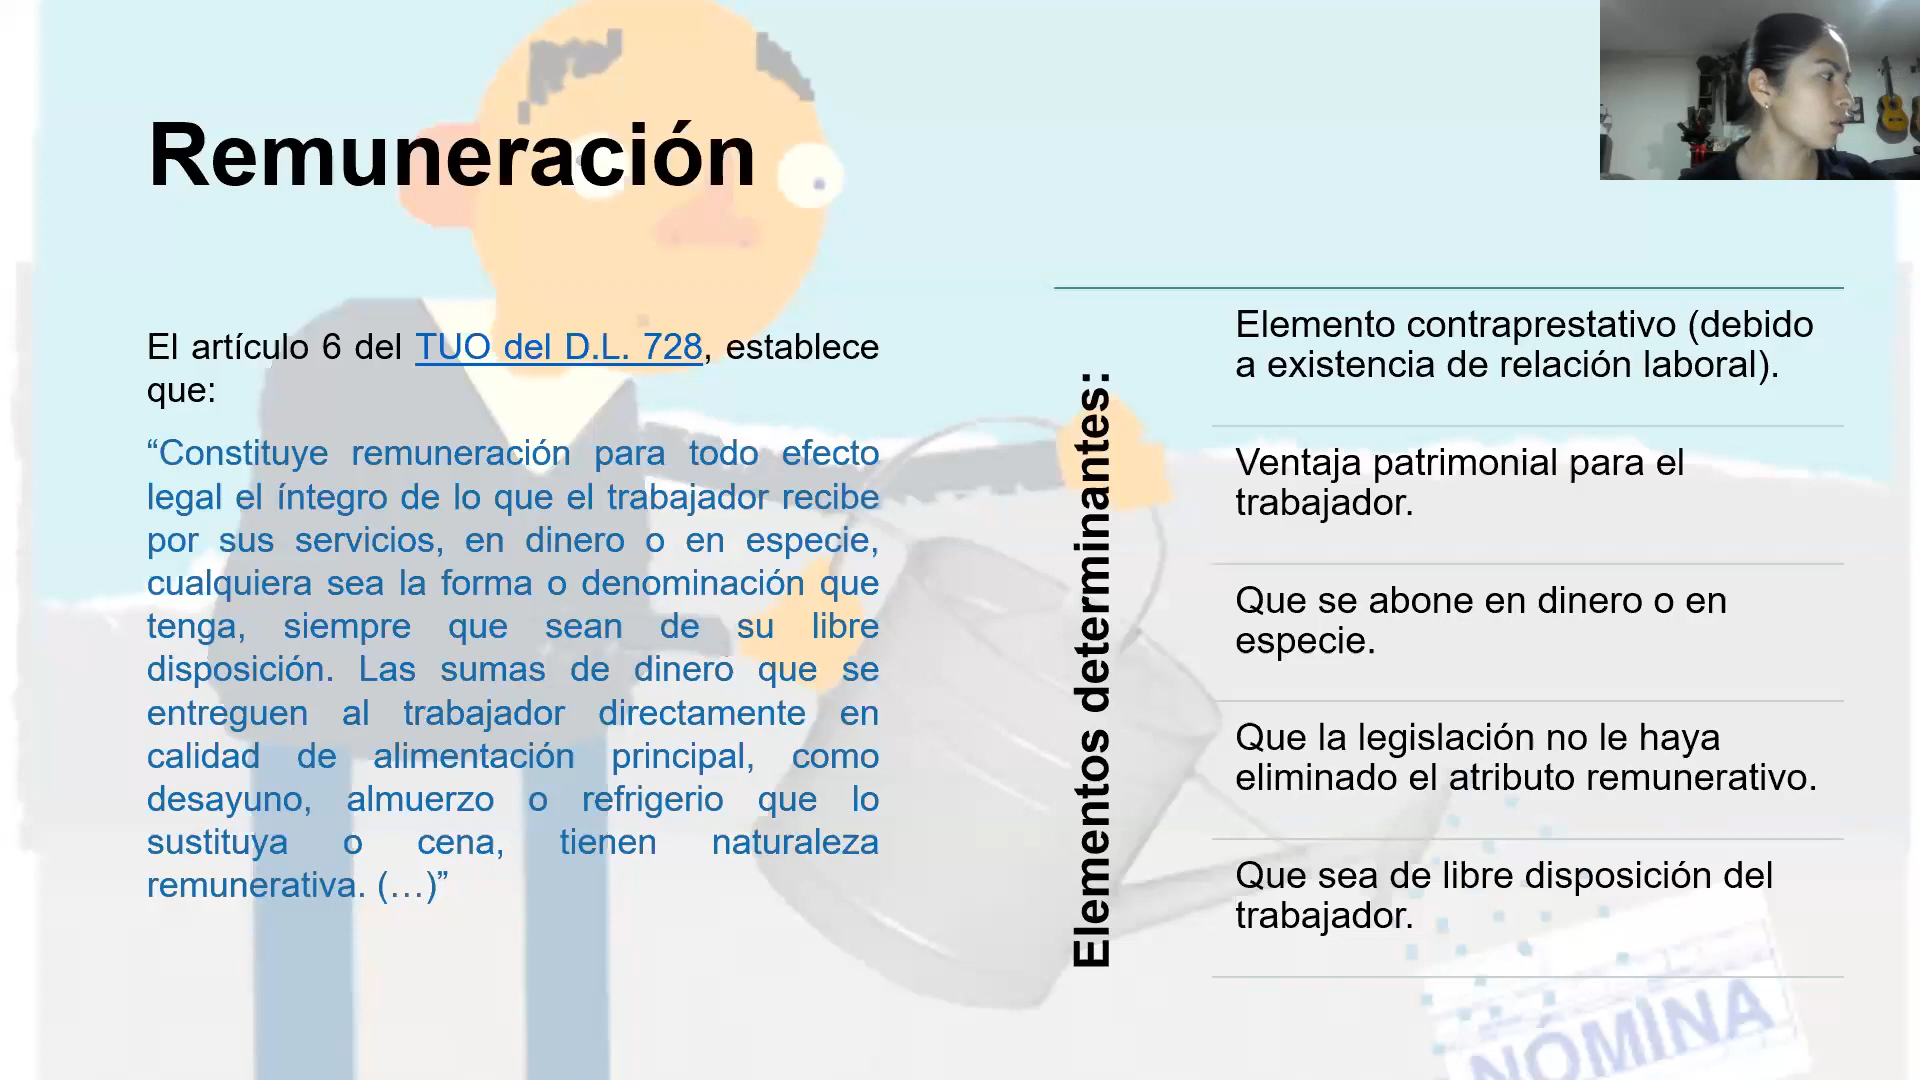 Remuneración
El artículo 6 del TUO del D.L. 728, establece
que:
“Constituye remuneración para todo efecto
legal el íntegro de lo que el trabajador recibe
por sus servicios, en dinero o en especie,
cualquiera sea la forma o denominación que
tenga, siempre que sean de su libre
disposición. Las sumas de dinero que se
entreguen al trabajador directamente en
calidad de alimentación principal, como
desayuno, almuerzo o refrigerio que lo
sustituya o cena, tienen naturaleza
remunerativa. (…)”
Elementos determinantes:
Elemento contraprestativo (debido
a existencia de relación laboral).
Ventaja patrimonial para el
trabajador.
Que se abone en dinero o en
especie.
Que la legislación no le haya
eliminado el atributo remunerativo.
Que sea de libre disposición del
trabajador.
NÓMINA